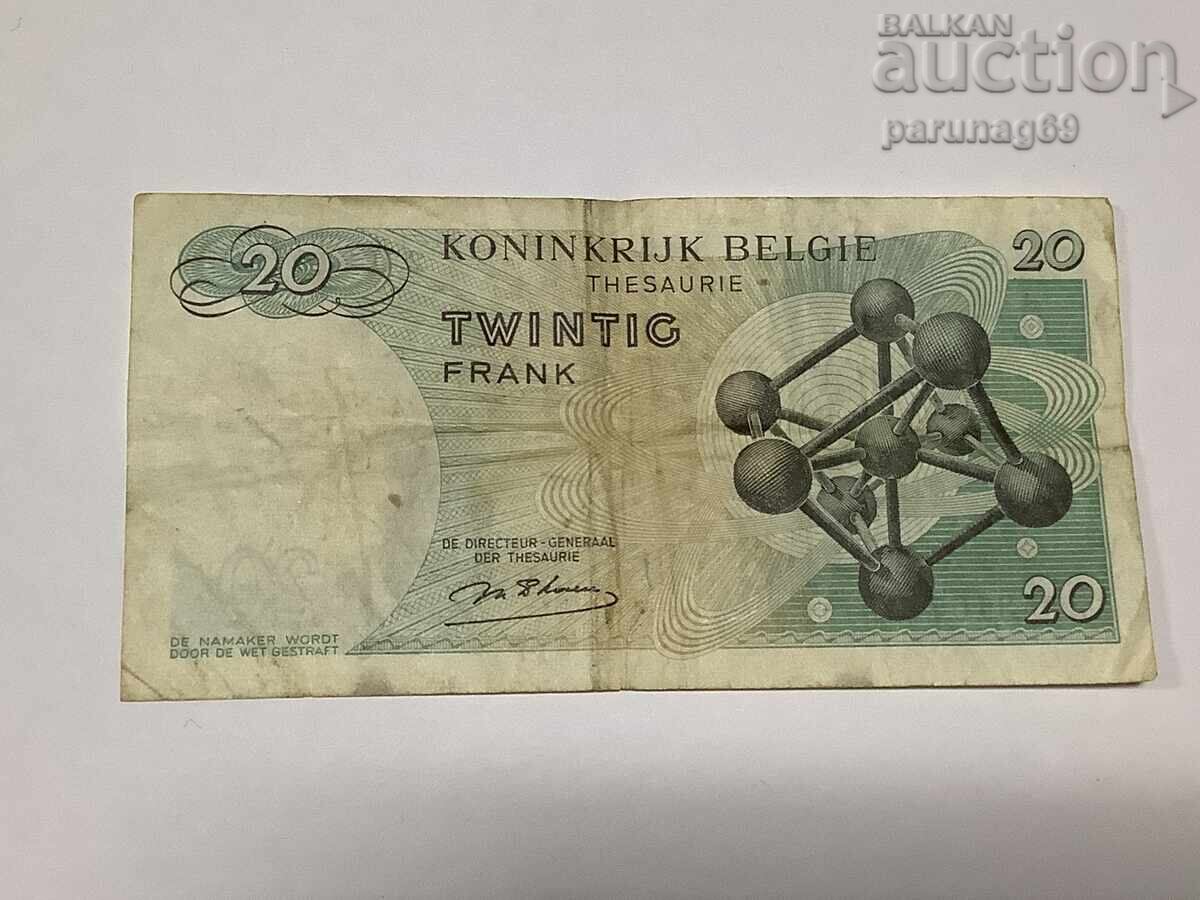 BALKAN
auction
parunag69
20
KONINKRIJK BELGIE
20
THESAURIE
TWINTIG
FRANK
DE DIRECTEUR-GENERAAL
DER THESAURIE
20
DE NAMAKER WORDT
DOOR DE WET GESTRAFT